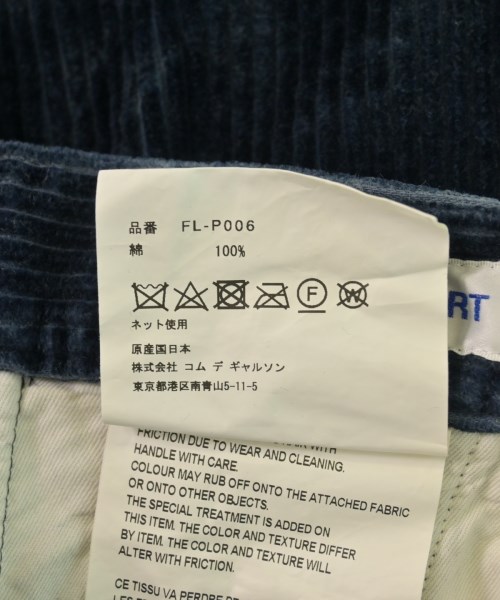 品番 FL-P006
綿 100%
F W
ネット使用
原産国日本
株式会社 コム デ ギャルソン
東京都港区南青山5-11-5
RT
WITH
FRICTION DUE TO WEAR AND CLEANING.
HANDLE WITH CARE.
COLOUR MAY RUB OFF ONTO THE ATTACHED FABRIC
OR ONTO OTHER OBJECTS.
THE SPECIAL TREATMENT IS ADDED ON
THIS ITEM. THE COLOR AND TEXTURE DIFFER
BY ITEM. THE COLOR AND TEXTURE WILL
ALTER WITH FRICTION.
CE TISSU VA PERDRE DE